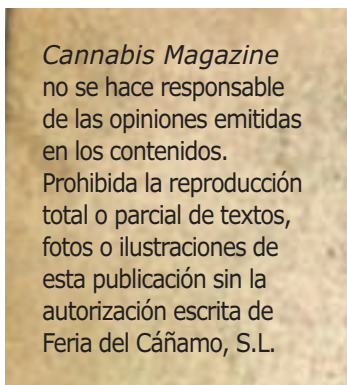 Cannabis Magazine
no se hace responsable
de las opiniones emitidas
en los contenidos.
Prohibida la reproducción
total o parcial de textos,
fotos o ilustraciones de
esta publicación sin la
autorización escrita de
Feria del Cáñamo, S.L.